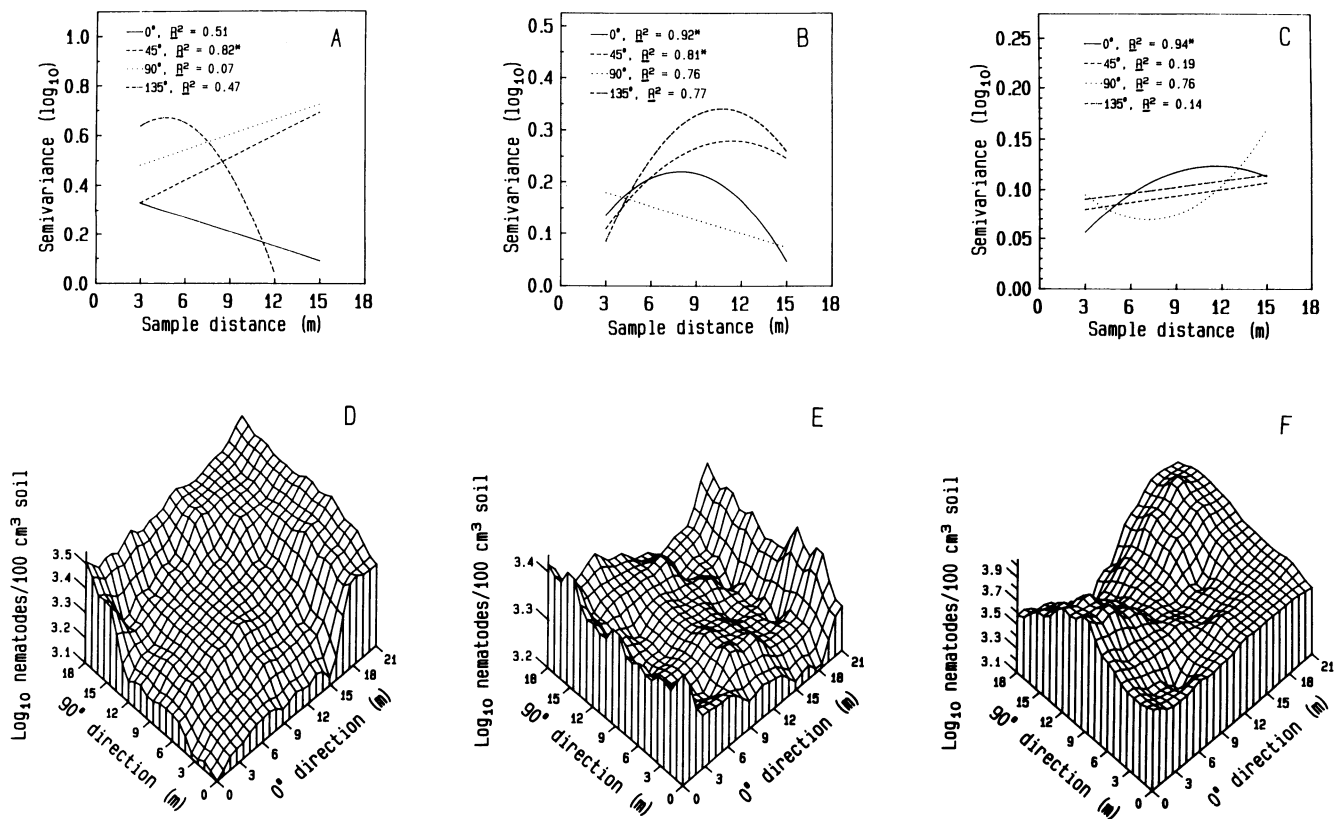 A
0°, R² = 0.51
45°, R² = 0.82*
90°, R² = 0.07
135°, R² = 0.47
Semivariance (log₁₀)
1.0
0.8
0.6
0.4
0.2
0.0
0 3 6 9 12 15 18
Sample distance (m)
B
0°, R² = 0.92*
45°, R² = 0.81*
90°, R² = 0.76
135°, R² = 0.77
Semivariance (log₁₀)
0.5
0.4
0.3
0.2
0.1
0.0
0 3 6 9 12 15 18
Sample distance (m)
C
0°, R² = 0.94*
45°, R² = 0.19
90°, R² = 0.76
135°, R² = 0.14
Semivariance (log₁₀)
0.25
0.20
0.15
0.10
0.05
0.00
0 3 6 9 12 15 18
Sample distance (m)
D
Log₁₀ nematodes/100 cm³ soil
3.5
3.4
3.3
3.2
3.1
18 15 12 9 6 3 0
90° direction (m)
0 3 6 9 12 15 18 21
0° direction (m)
E
Log₁₀ nematodes/100 cm³ soil
3.4
3.3
3.2
18 15 12 9 6 3 0
90° direction (m)
0 3 6 9 12 15 18 21
0° direction (m)
F
Log₁₀ nematodes/100 cm³ soil
3.9
3.7
3.5
3.3
3.1
18 15 12 9 6 3 0
90° direction (m)
0 3 6 9 12 15 18 21
0° direction (m)